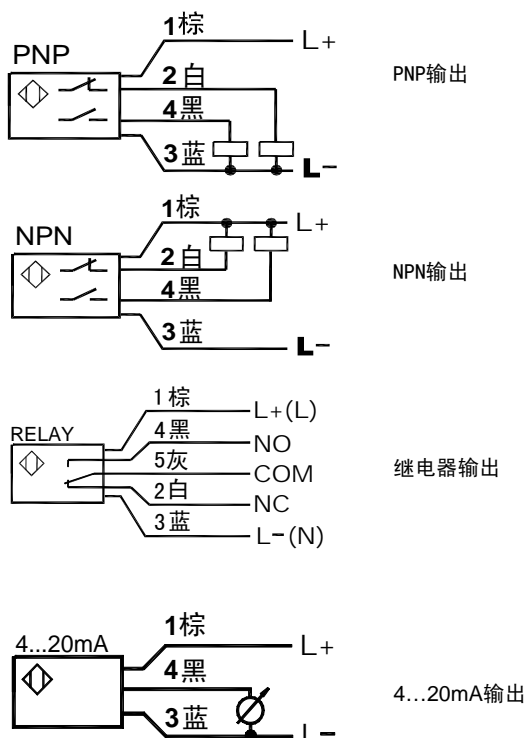 1棕
L+
PNP
2白
PNP输出
4黑
3蓝
L-
1棕
L+
NPN
2白
4黑
NPN输出
3蓝
L-
1棕
L+(L)
RELAY
4黑
NO
5灰
COM
继电器输出
2白
NC
3蓝
L-(N)
1棕
L+
4...20mA
4黑
4...20mA输出
3蓝
L-